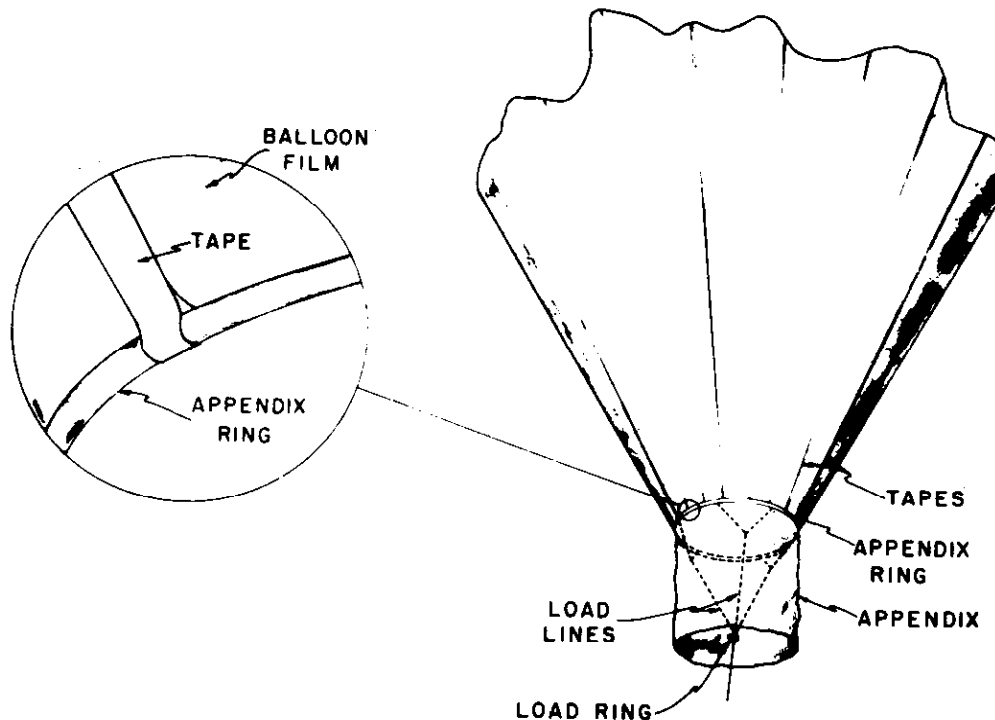 BALLOON
FILM
TAPE
APPENDIX
RING
TAPES
APPENDIX
RING
LOAD
LINES
APPENDIX
LOAD RING